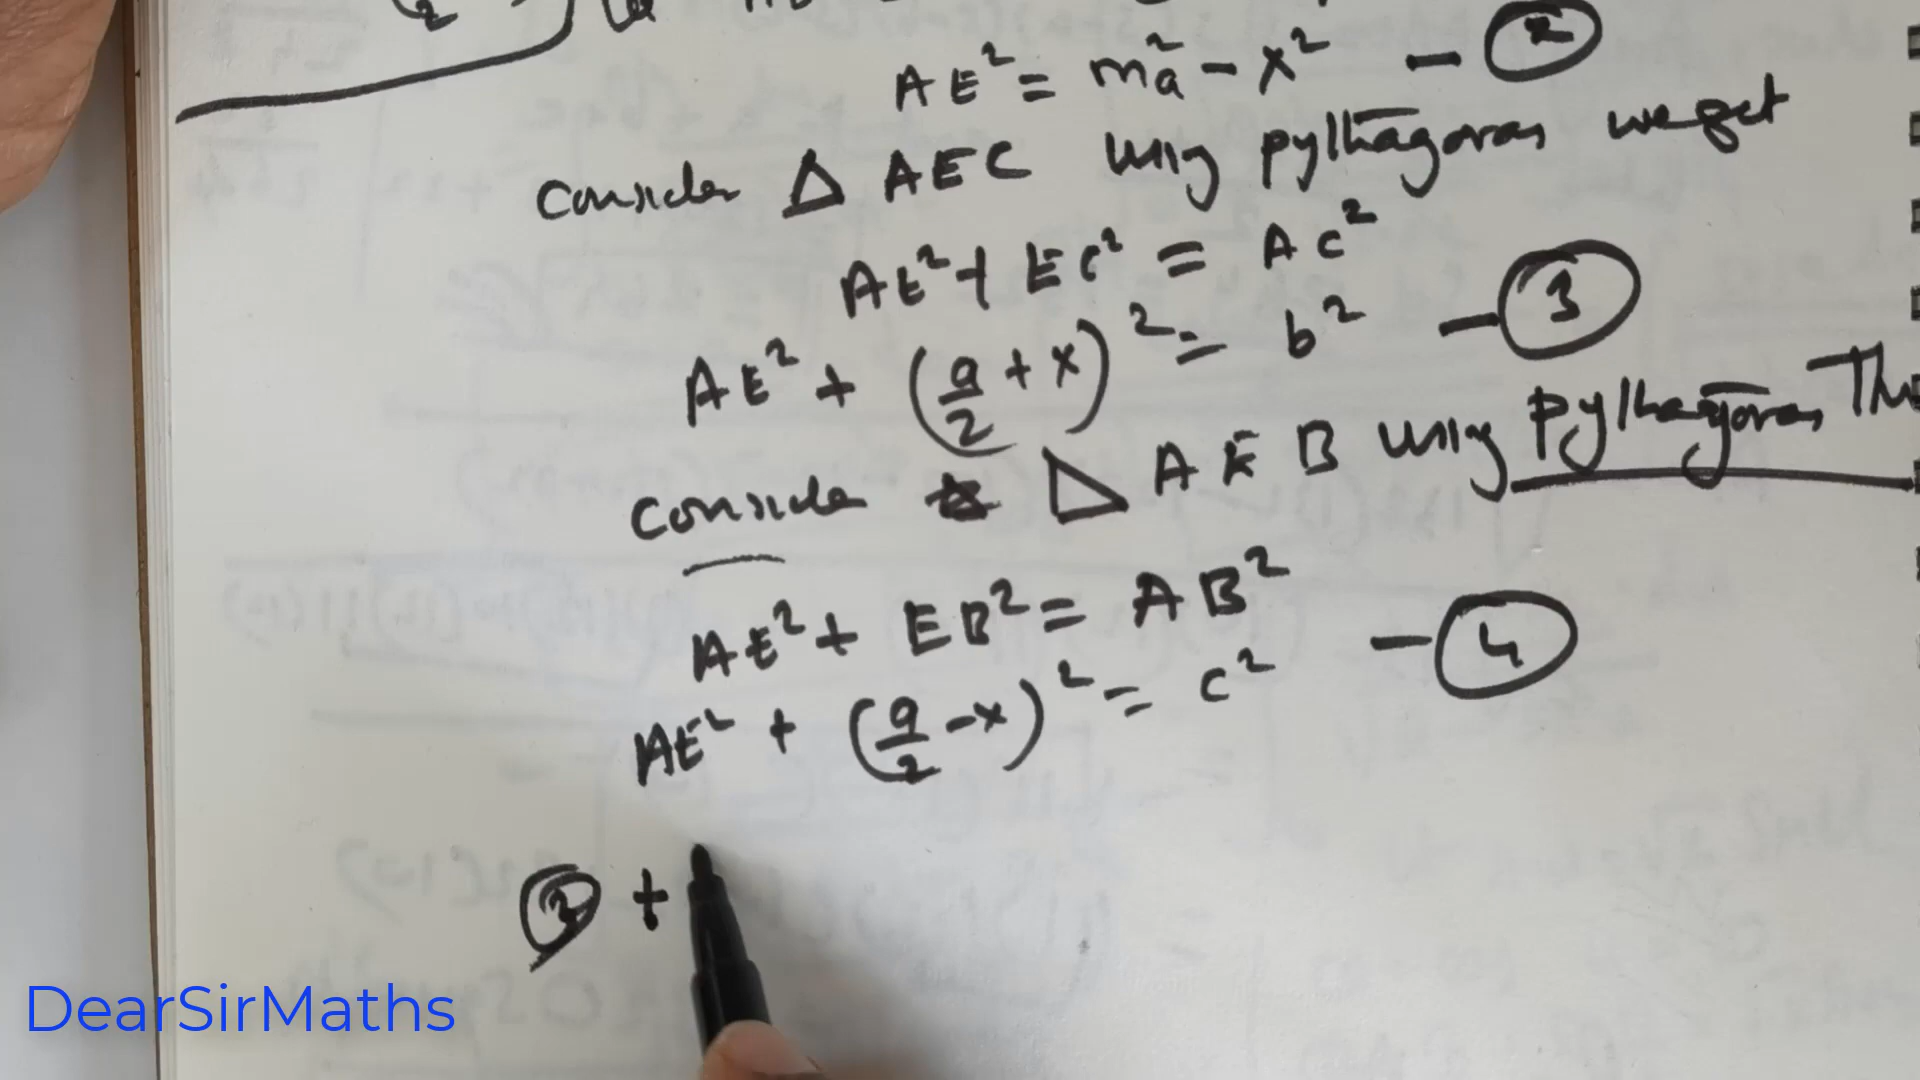 AE² = mₐ² - x² - ②
Consider △ AEC using pythagoras we get
AE² + EC² = AC²
AE² + (a/2 + x)² = b² - ③
Consider △ AEB using pythagoras Th
AE² + EB² = AB²
AE² + (a/2 - x)² = c² - ④
③ +
DearSirMaths